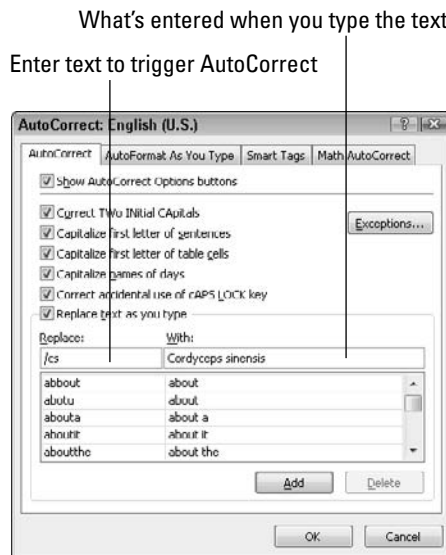 What's entered when you type the text
Enter text to trigger AutoCorrect
AutoCorrect: English (U.S.)
AutoCorrect AutoFormat As You Type Smart Tags Math AutoCorrect
Show AutoCorrect Options buttons
Correct TWo INitial CApitals
Exceptions...
Capitalize first letter of sentences
Capitalize first letter of table cells
Capitalize names of days
Correct accidental use of cAPS LOCK key
Replace text as you type
Replace: With:
/cs Cordyceps sinensis
abbout about
abotu about
abouta about a
aboutit about it
aboutthe about the
Add Delete
OK Cancel